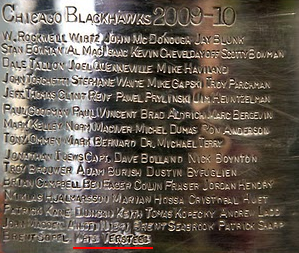 CHICAGO BLACKHAWKS 2009-10
W. ROCKWELL WIRTZ JOHN MCDONOUGH JAY BLUNK
STAN BOWMAN AL MACISAAC KEVIN CHEVELDAYOFF SCOTTY BOWMAN
DALE TALLON JOEL QUENNEVILLE MIKE HAVILAND
JOHN TORCHETTI STEPHANE WAITE MIKE GAPSKI TROY PARCHMAN
JEFF THOMAS CLINT REIF PAWEL PRYLINSKI JIM HEINTZELMAN
PAUL GOODMAN PAUL VINCENT BRAD ALDRICH MARC BERGEVIN
MARK KELLEY NORM MACIVER MICHEL DUMAS RON ANDERSON
TONY OMMEN MARK BERNARD DR. MICHAEL TERRY
JONATHAN TOEWS CAPT. DAVE BOLLAND NICK BOYNTON
TROY BROUWER ADAM BURISH DUSTIN BYFUGLIEN
BRIAN CAMPBELL BEN EAGER COLIN FRASER JORDAN HENDRY
NIKLAS HJALMARSSON MARIAN HOSSA CRISTOBAL HUET
PATRICK KANE DUNCAN KEITH TOMAS KOPECKY ANDREW LADD
JOHN MADDEN ANTTI NIEMI BRENT SEABROOK PATRICK SHARP
BRENT SOPEL KRIS VERSTEEG